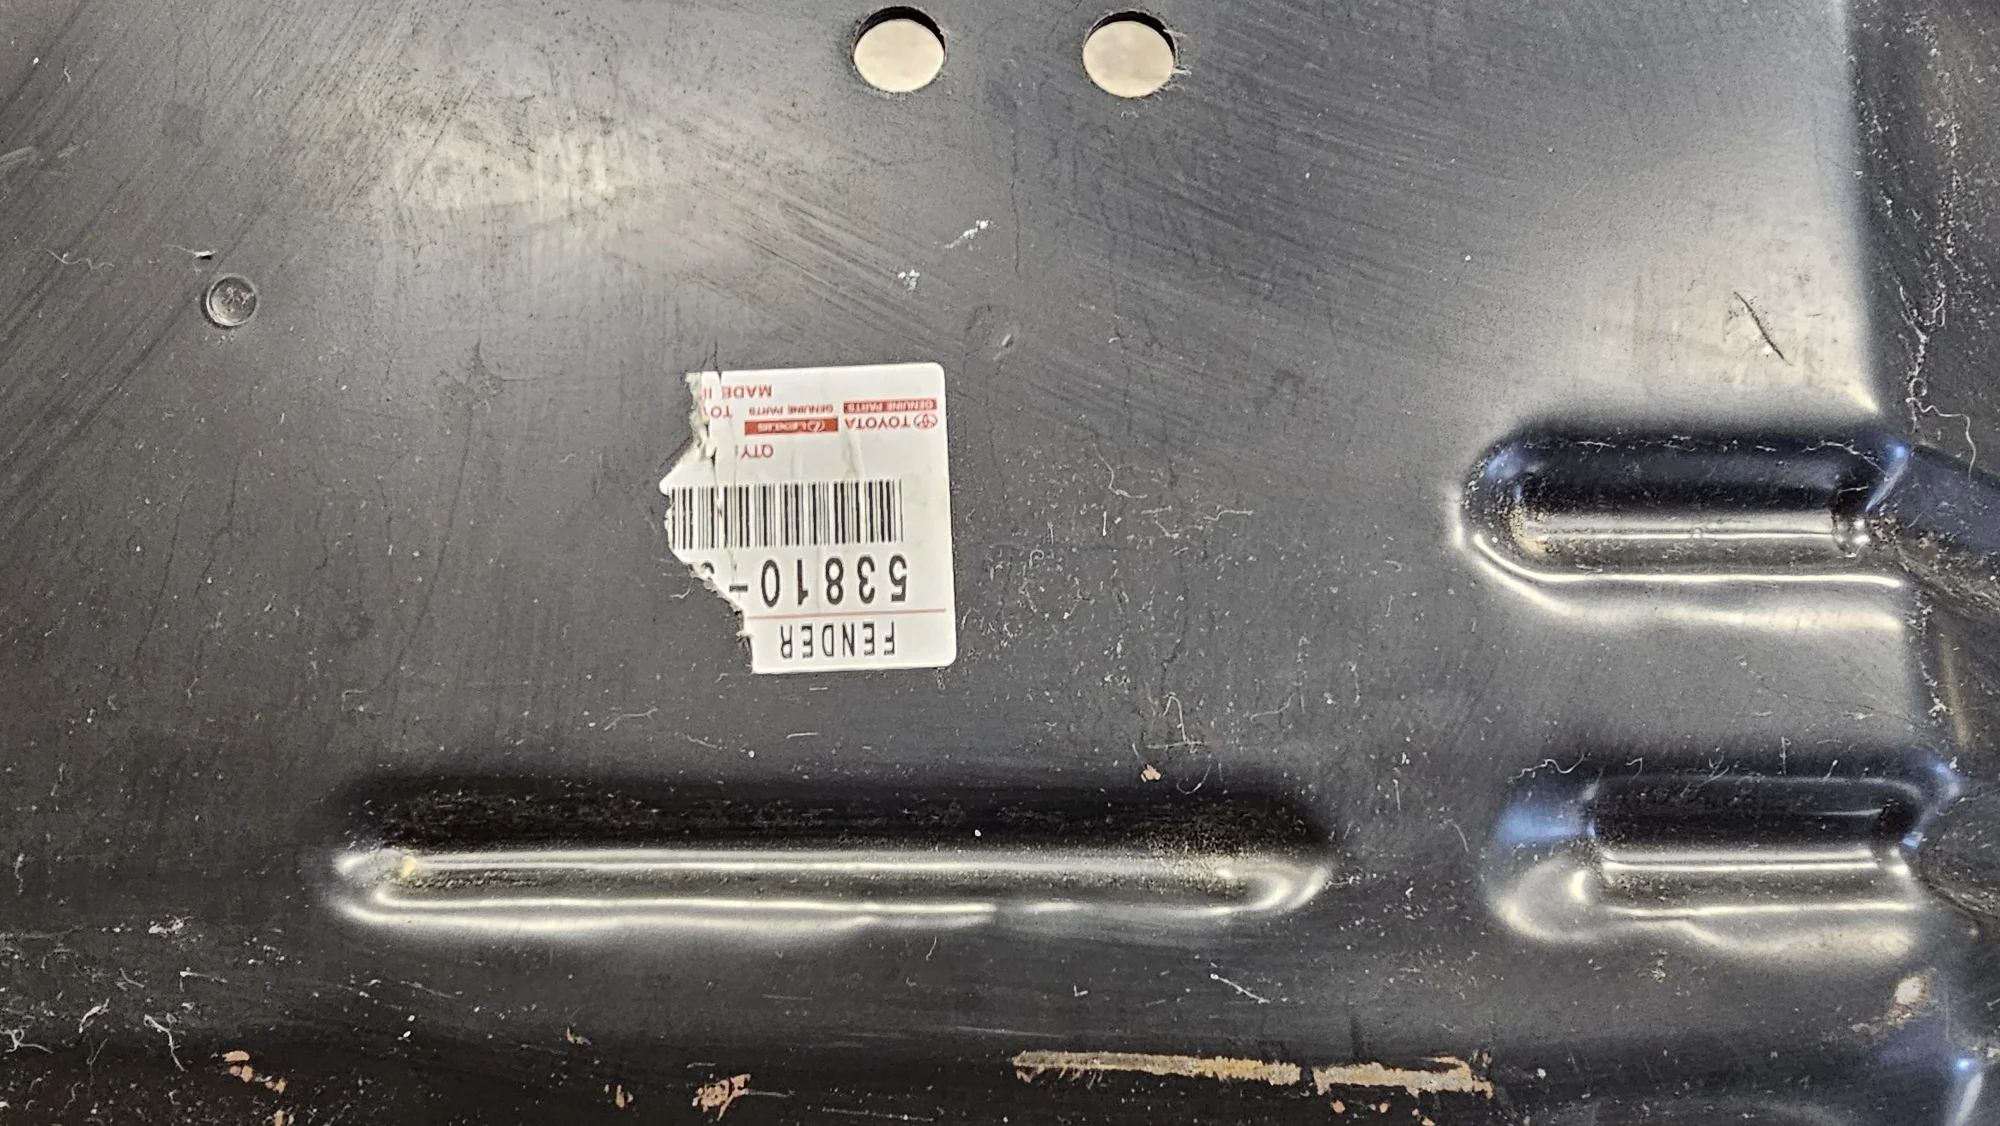 FENDER
53810-
QTY:
TOYOTA LEXUS TO
GENUINE PARTS GENUINE PARTS
MADE I